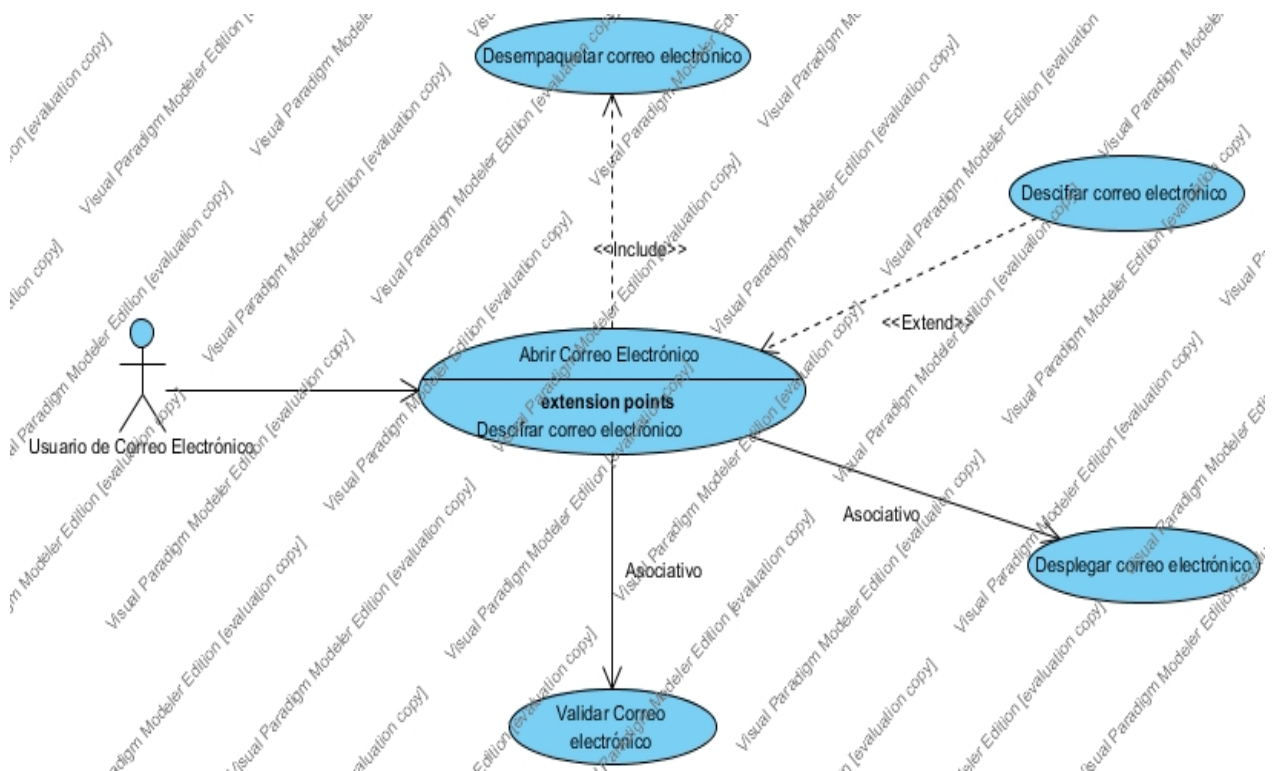 Desempaquetar correo electrónico
Descifrar correo electrónico
<<Include>>
<<Extend>>
Abrir Correo Electrónico
extension points
Descifrar correo electrónico
Usuario de Correo Electrónico
Asociativo
Desplegar correo electrónico
Asociativo
Validar Correo
electrónico
Visual Paradigm Modeler Edition [evaluation copy]